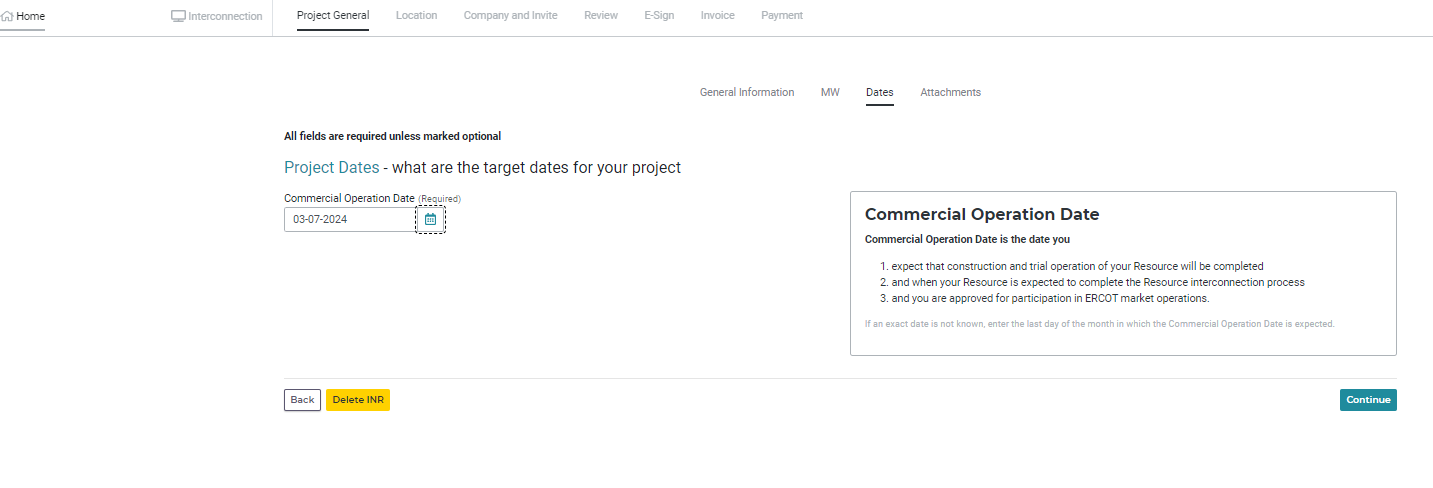 Home Interconnection Project General Location Company and Invite Review E-Sign Invoice Payment
General Information MW Dates Attachments
All fields are required unless marked optional
Project Dates - what are the target dates for your project
Commercial Operation Date (Required)
03-07-2024
Commercial Operation Date
Commercial Operation Date is the date you
1. expect that construction and trial operation of your Resource will be completed
2. and when your Resource is expected to complete the Resource interconnection process
3. and you are approved for participation in ERCOT market operations.
If an exact date is not known, enter the last day of the month in which the Commercial Operation Date is expected.
Back Delete INR Continue